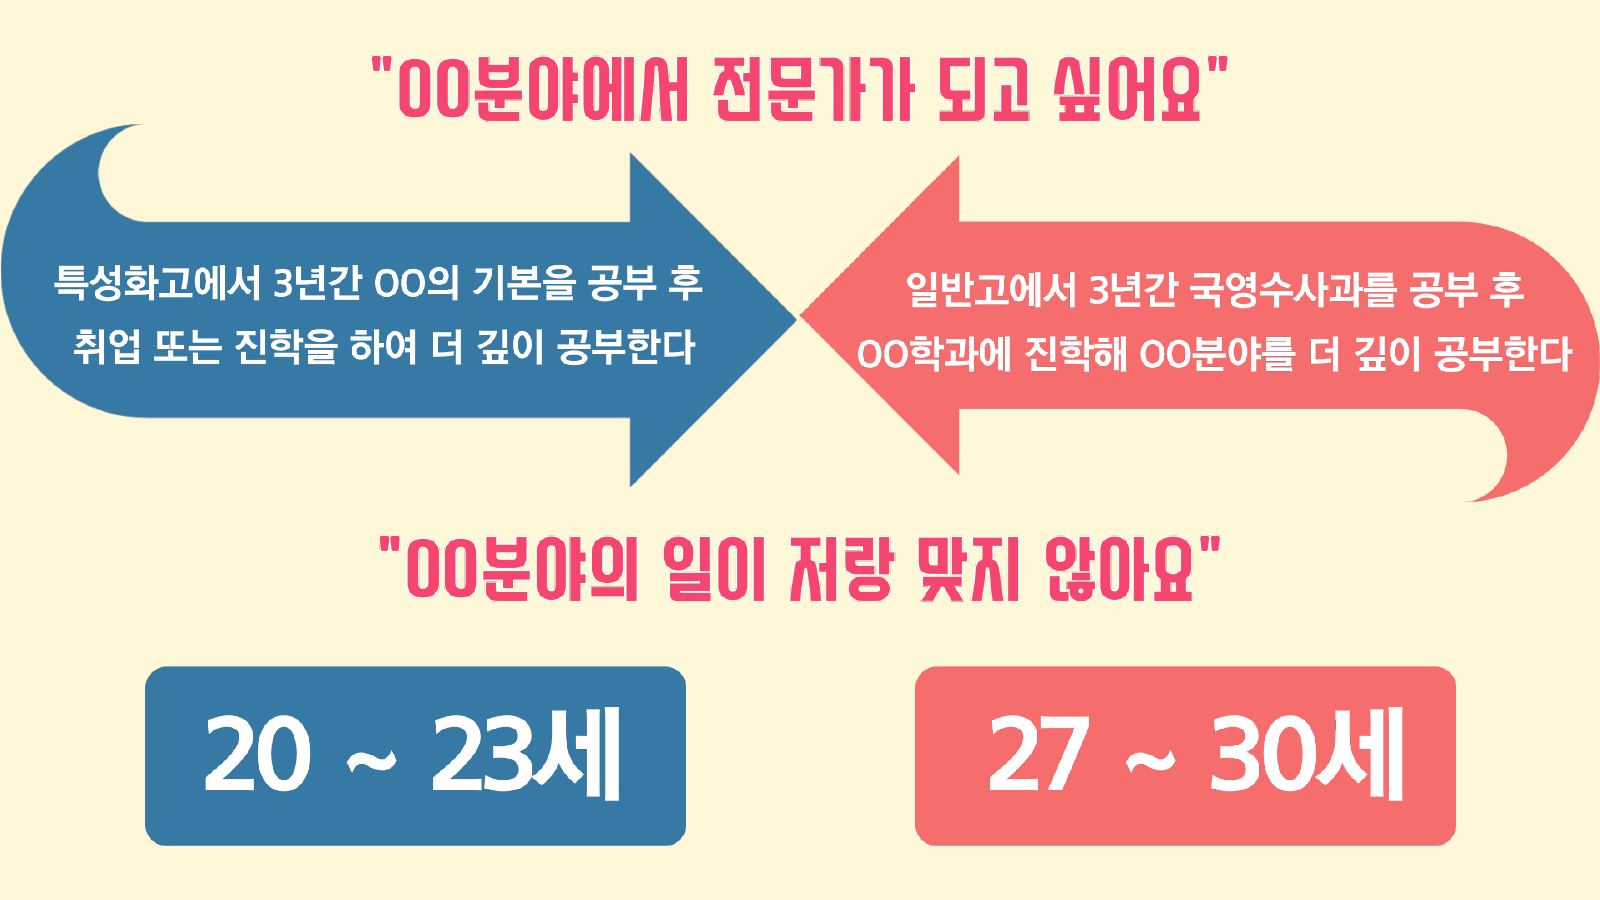 "OO분야에서 전문가가 되고 싶어요"
특성화고에서 3년간 OO의 기본을 공부 후
취업 또는 진학을 하여 더 깊이 공부한다
일반고에서 3년간 국영수사과를 공부 후
OO학과에 진학해 OO분야를 더 깊이 공부한다
"OO분야의 일이 저랑 맞지 않아요"
20 ~ 23세
27 ~ 30세